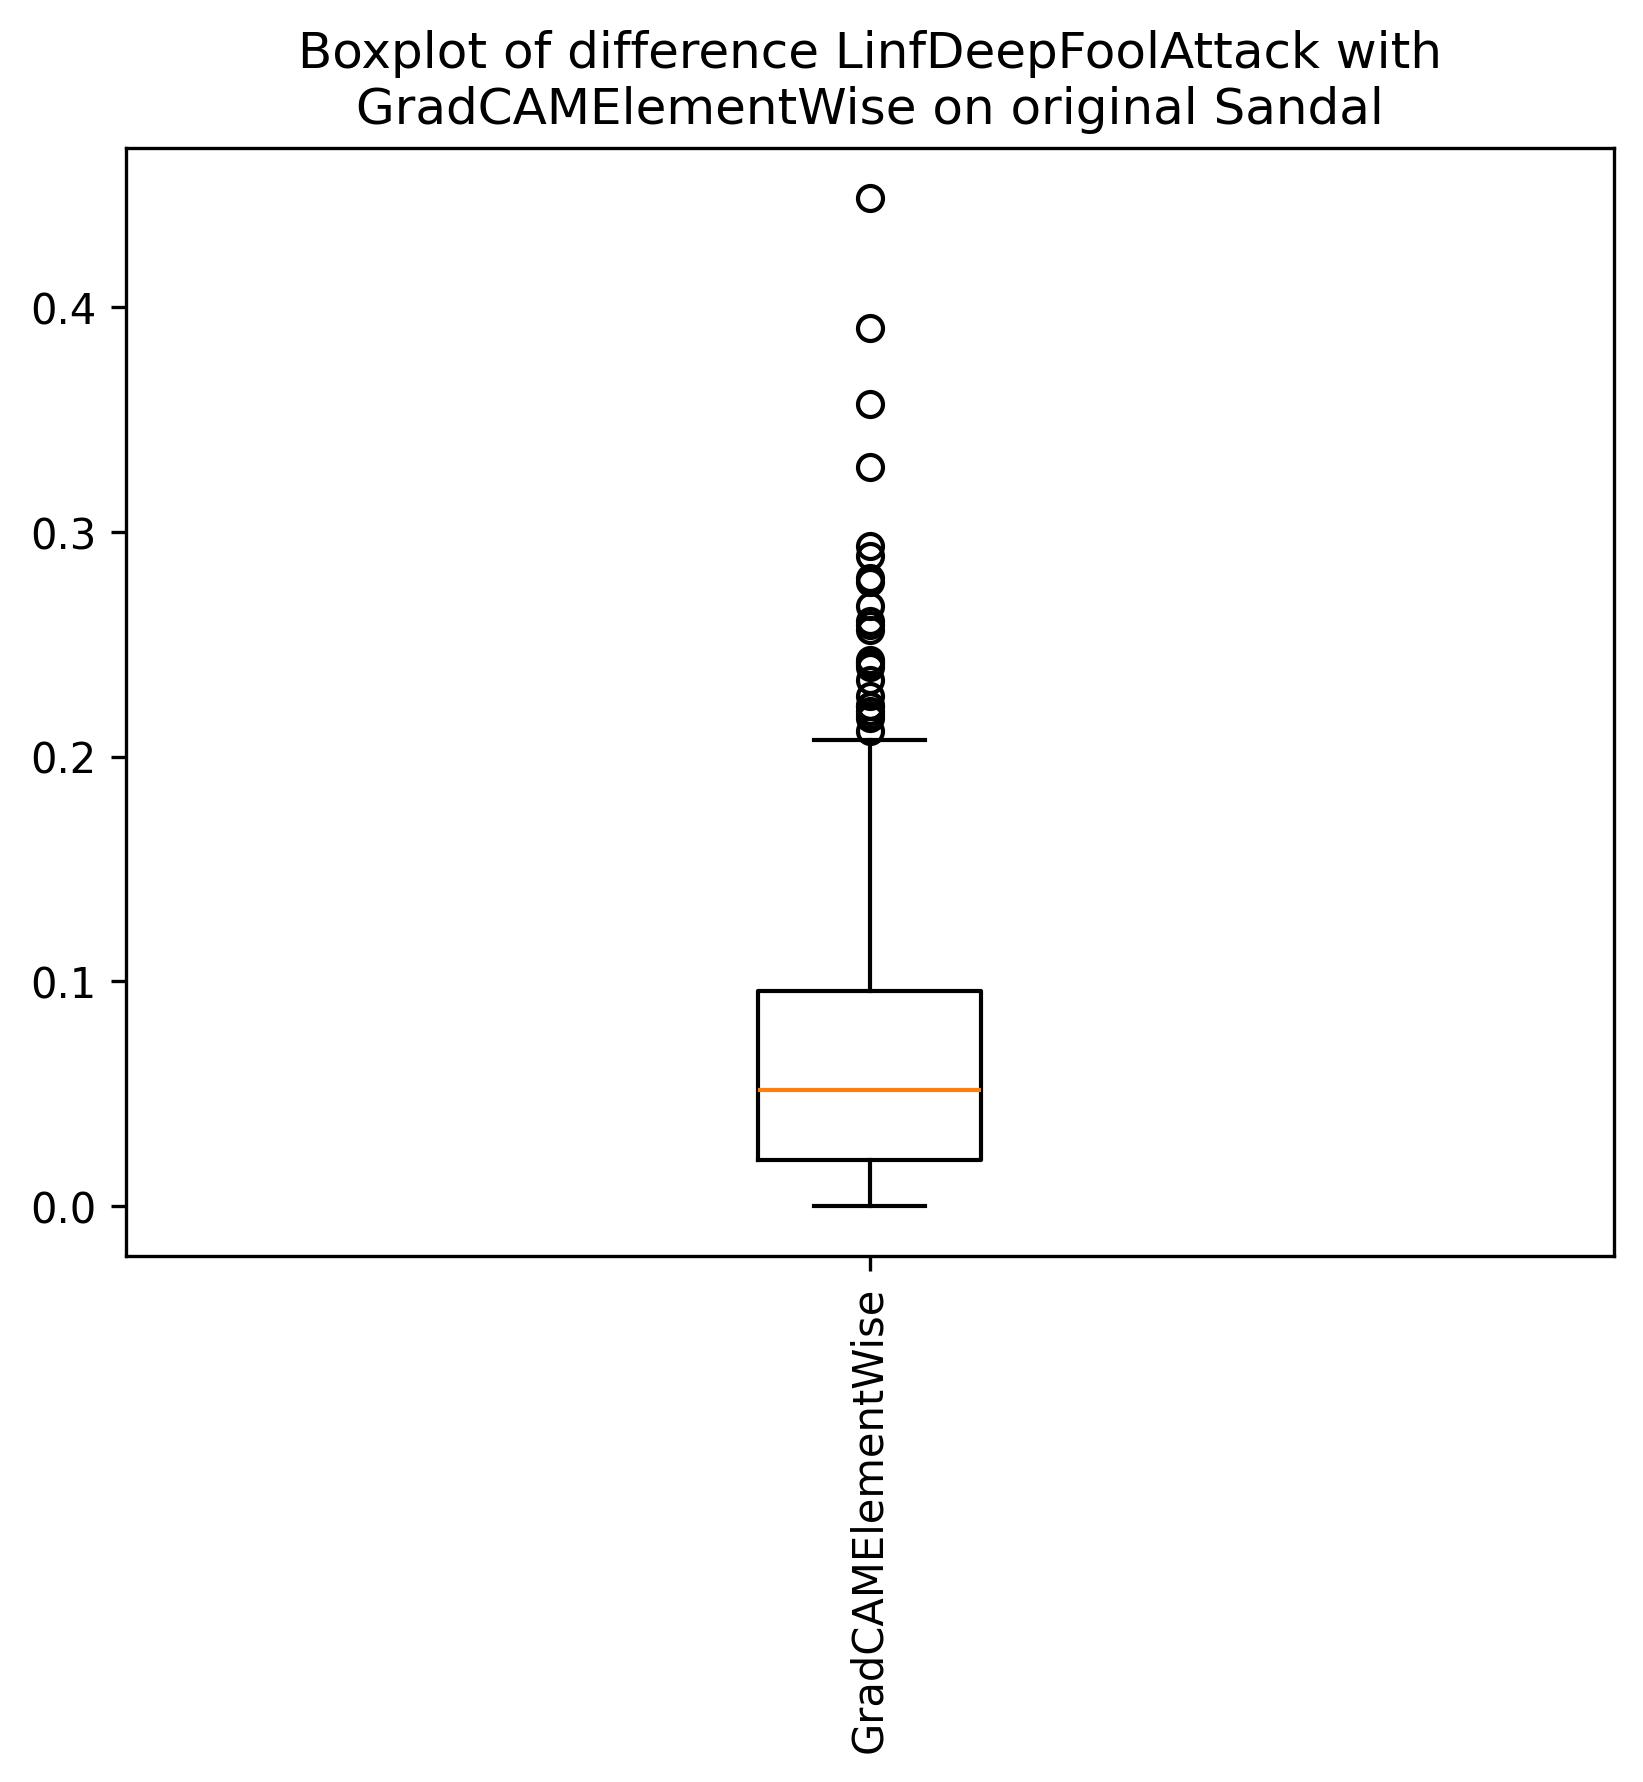 Boxplot of difference LinfDeepFoolAttack with
GradCAMElementWise on original Sandal
0.4
0.3
0.2
0.1
0.0
GradCAMElementWise